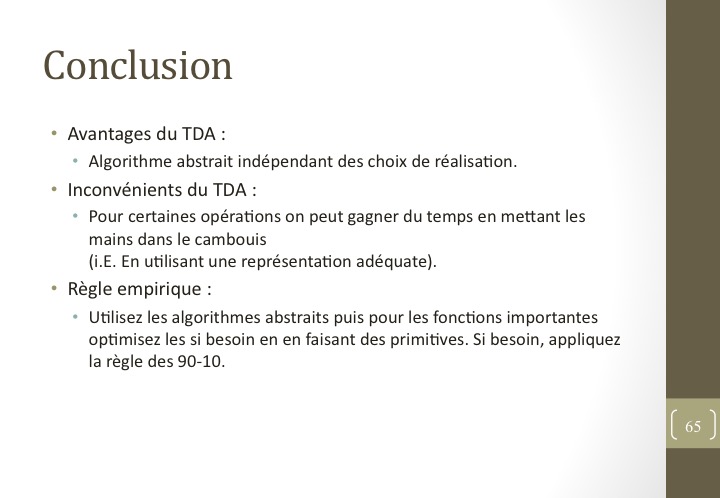 Conclusion
• Avantages du TDA :
• Algorithme abstrait indépendant des choix de réalisation.
• Inconvénients du TDA :
• Pour certaines opérations on peut gagner du temps en mettant les
mains dans le cambouis
(i.E. En utilisant une représentation adéquate).
• Règle empirique :
• Utilisez les algorithmes abstraits puis pour les fonctions importantes
optimisez les si besoin en en faisant des primitives. Si besoin, appliquez
la règle des 90-10.
65